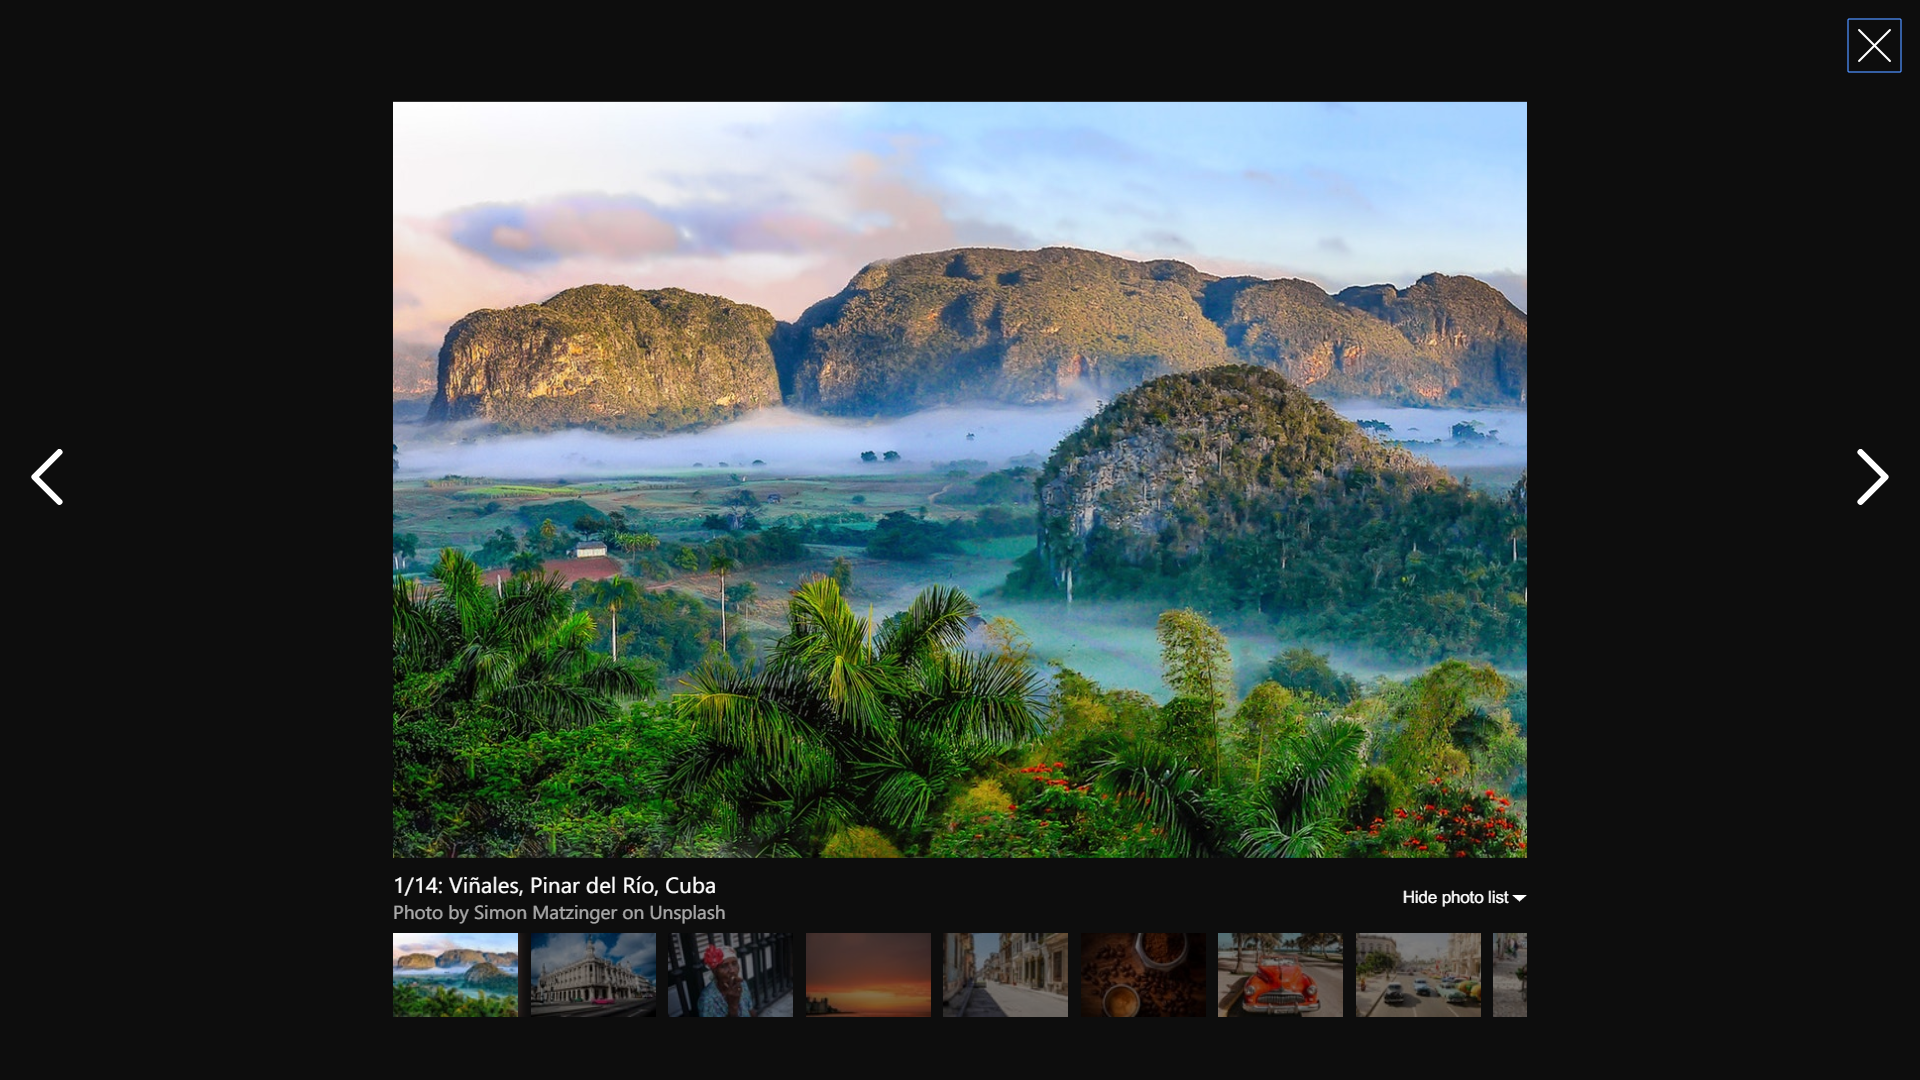 1/14: Viñales, Pinar del Río, Cuba
Photo by Simon Matzinger on Unsplash
Hide photo list